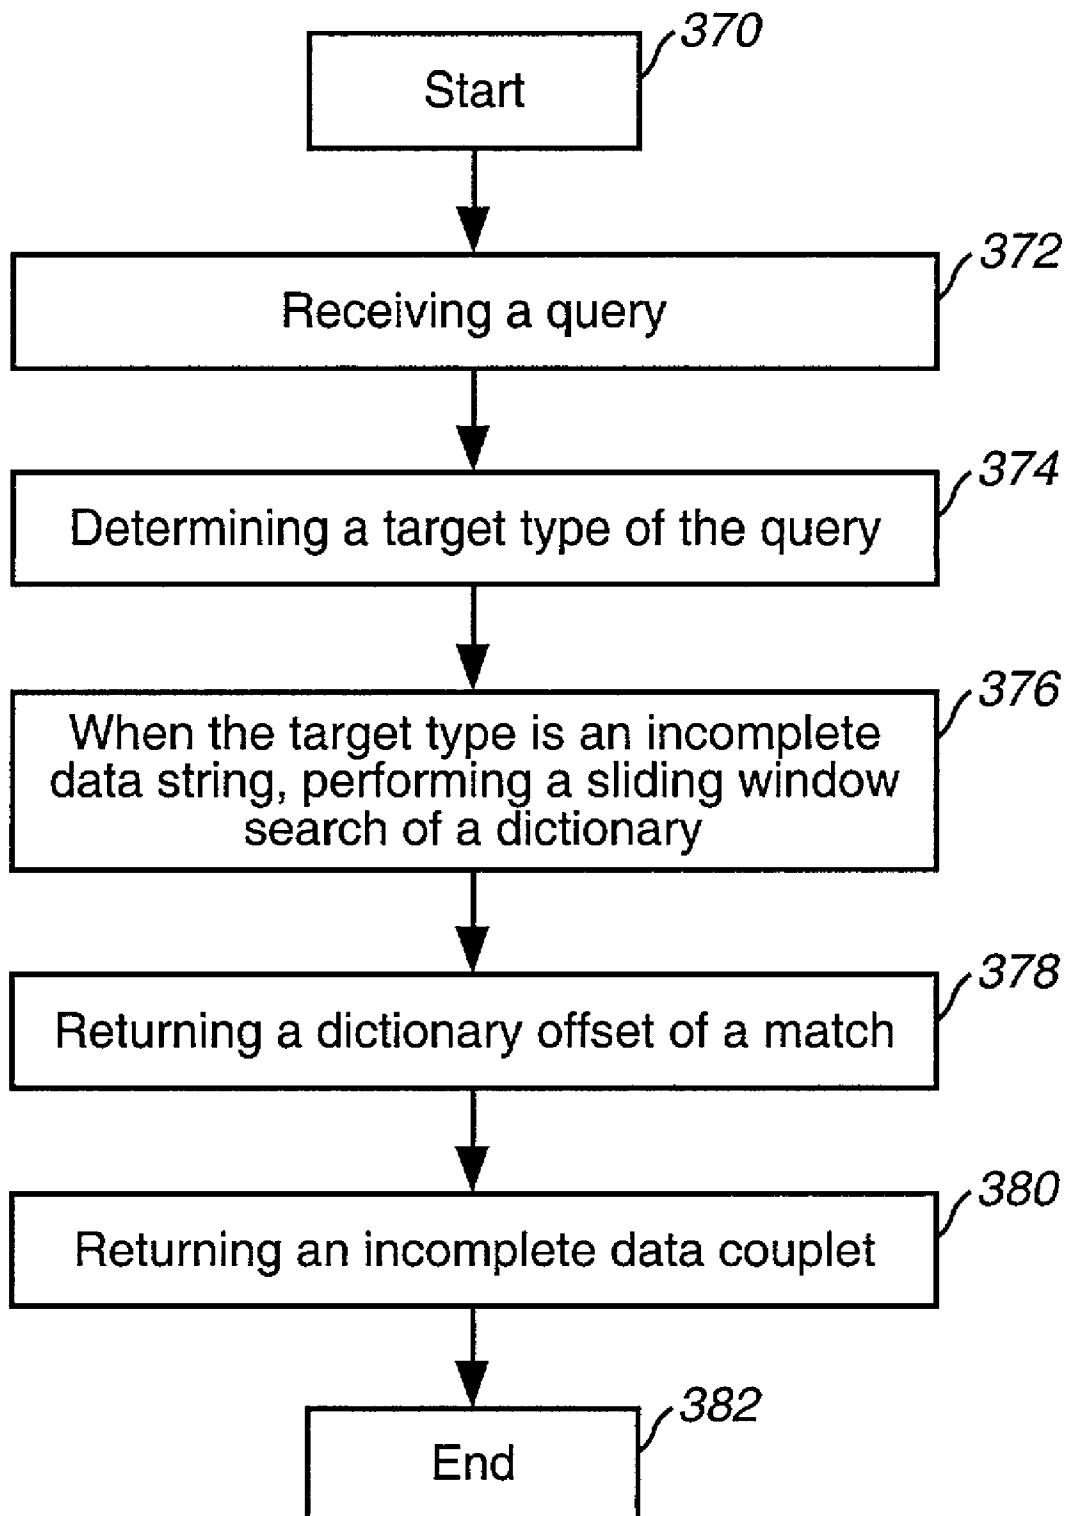 370
Start
372
Receiving a query
374
Determining a target type of the query
376
When the target type is an incomplete
data string, performing a sliding window
search of a dictionary
378
Returning a dictionary offset of a match
380
Returning an incomplete data couplet
382
End